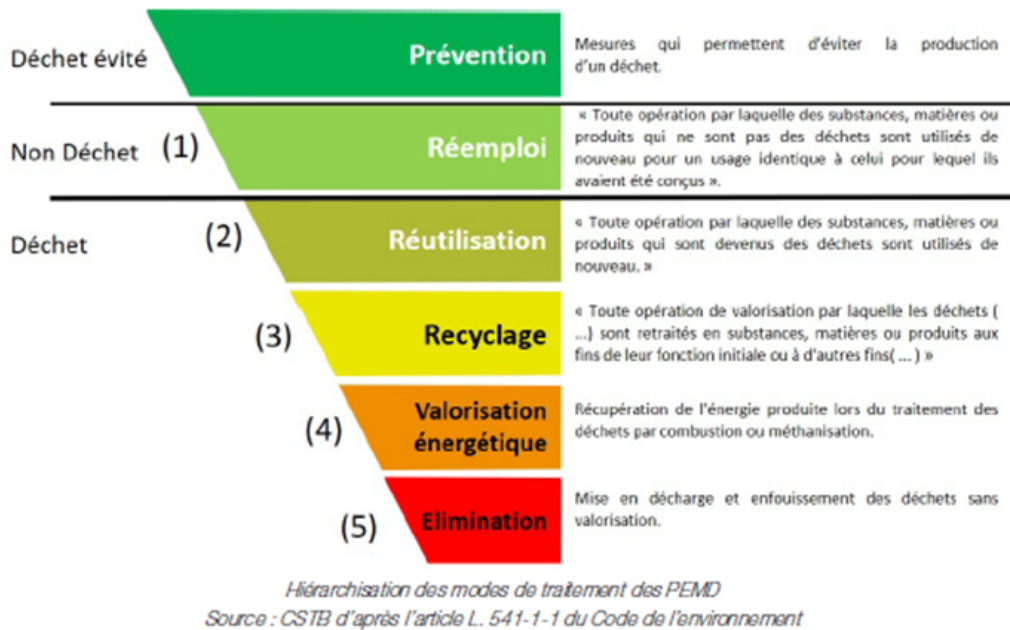 Déchet évité
Prévention
Mesures qui permettent d'éviter la production
d'un déchet.
Non Déchet
(1)
Réemploi
« Toute opération par laquelle des substances, matières ou
produits qui ne sont pas des déchets sont utilisés de
nouveau pour un usage identique à celui pour lequel ils
avaient été conçus ».
Déchet
(2)
Réutilisation
« Toute opération par laquelle des substances, matières ou
produits qui sont devenus des déchets sont utilisés de
nouveau. »
(3)
Recyclage
« Toute opération de valorisation par laquelle les déchets (
...) sont retraités en substances, matières ou produits aux
fins de leur fonction initiale ou à d'autres fins( ... ) »
(4)
Valorisation
énergétique
Récupération de l'énergie produite lors du traitement des
déchets par combustion ou méthanisation.
(5)
Elimination
Mise en décharge et enfouissement des déchets sans
valorisation.
Hiérarchisation des modes de traitement des PEMD
Source : CSTB d'après l'article L. 541-1-1 du Code de l'environnement